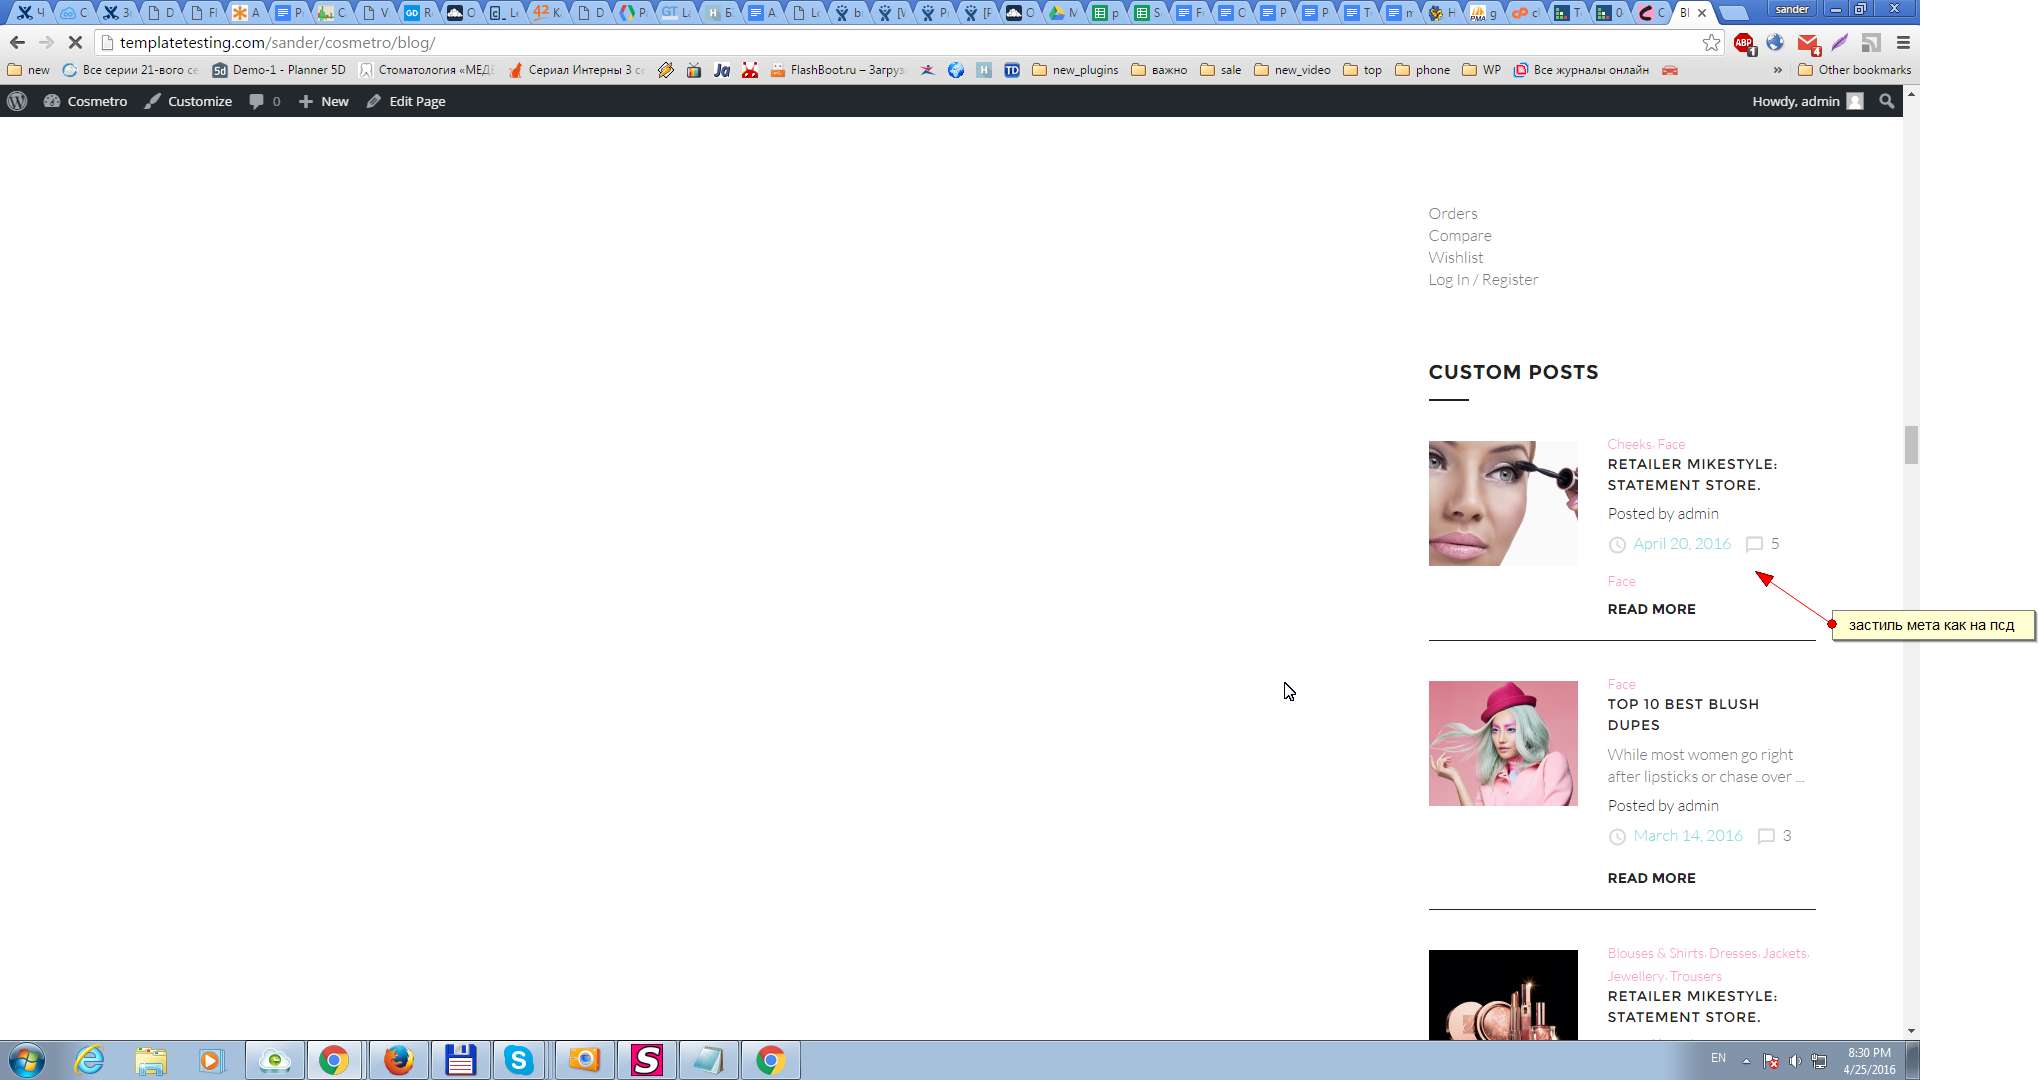 sander
templatetesting.com/sander/cosmetro/blog/
new
Все серии 21-вого се
Demo-1 - Planner 5D
Стоматология «МЕДЕ
Сериал Интерны 3 се
FlashBoot.ru – Загруз
new_plugins
важно
sale
new_video
top
phone
WP
Все журналы онлайн
»
Other bookmarks
Cosmetro
Customize
0
New
Edit Page
Howdy, admin
Orders
Compare
Wishlist
Log In / Register
CUSTOM POSTS
Cheeks, Face
RETAILER MIKESTYLE:
STATEMENT STORE.
Posted by admin
April 20, 2016 5
Face
READ MORE
застиль мета как на псд
Face
TOP 10 BEST BLUSH
DUPES
While most women go right
after lipsticks or chase over ...
Posted by admin
March 14, 2016 3
READ MORE
Blouses & Shirts, Dresses, Jackets,
Jewellery, Trousers
RETAILER MIKESTYLE:
STATEMENT STORE.
EN
8:30 PM
4/25/2016